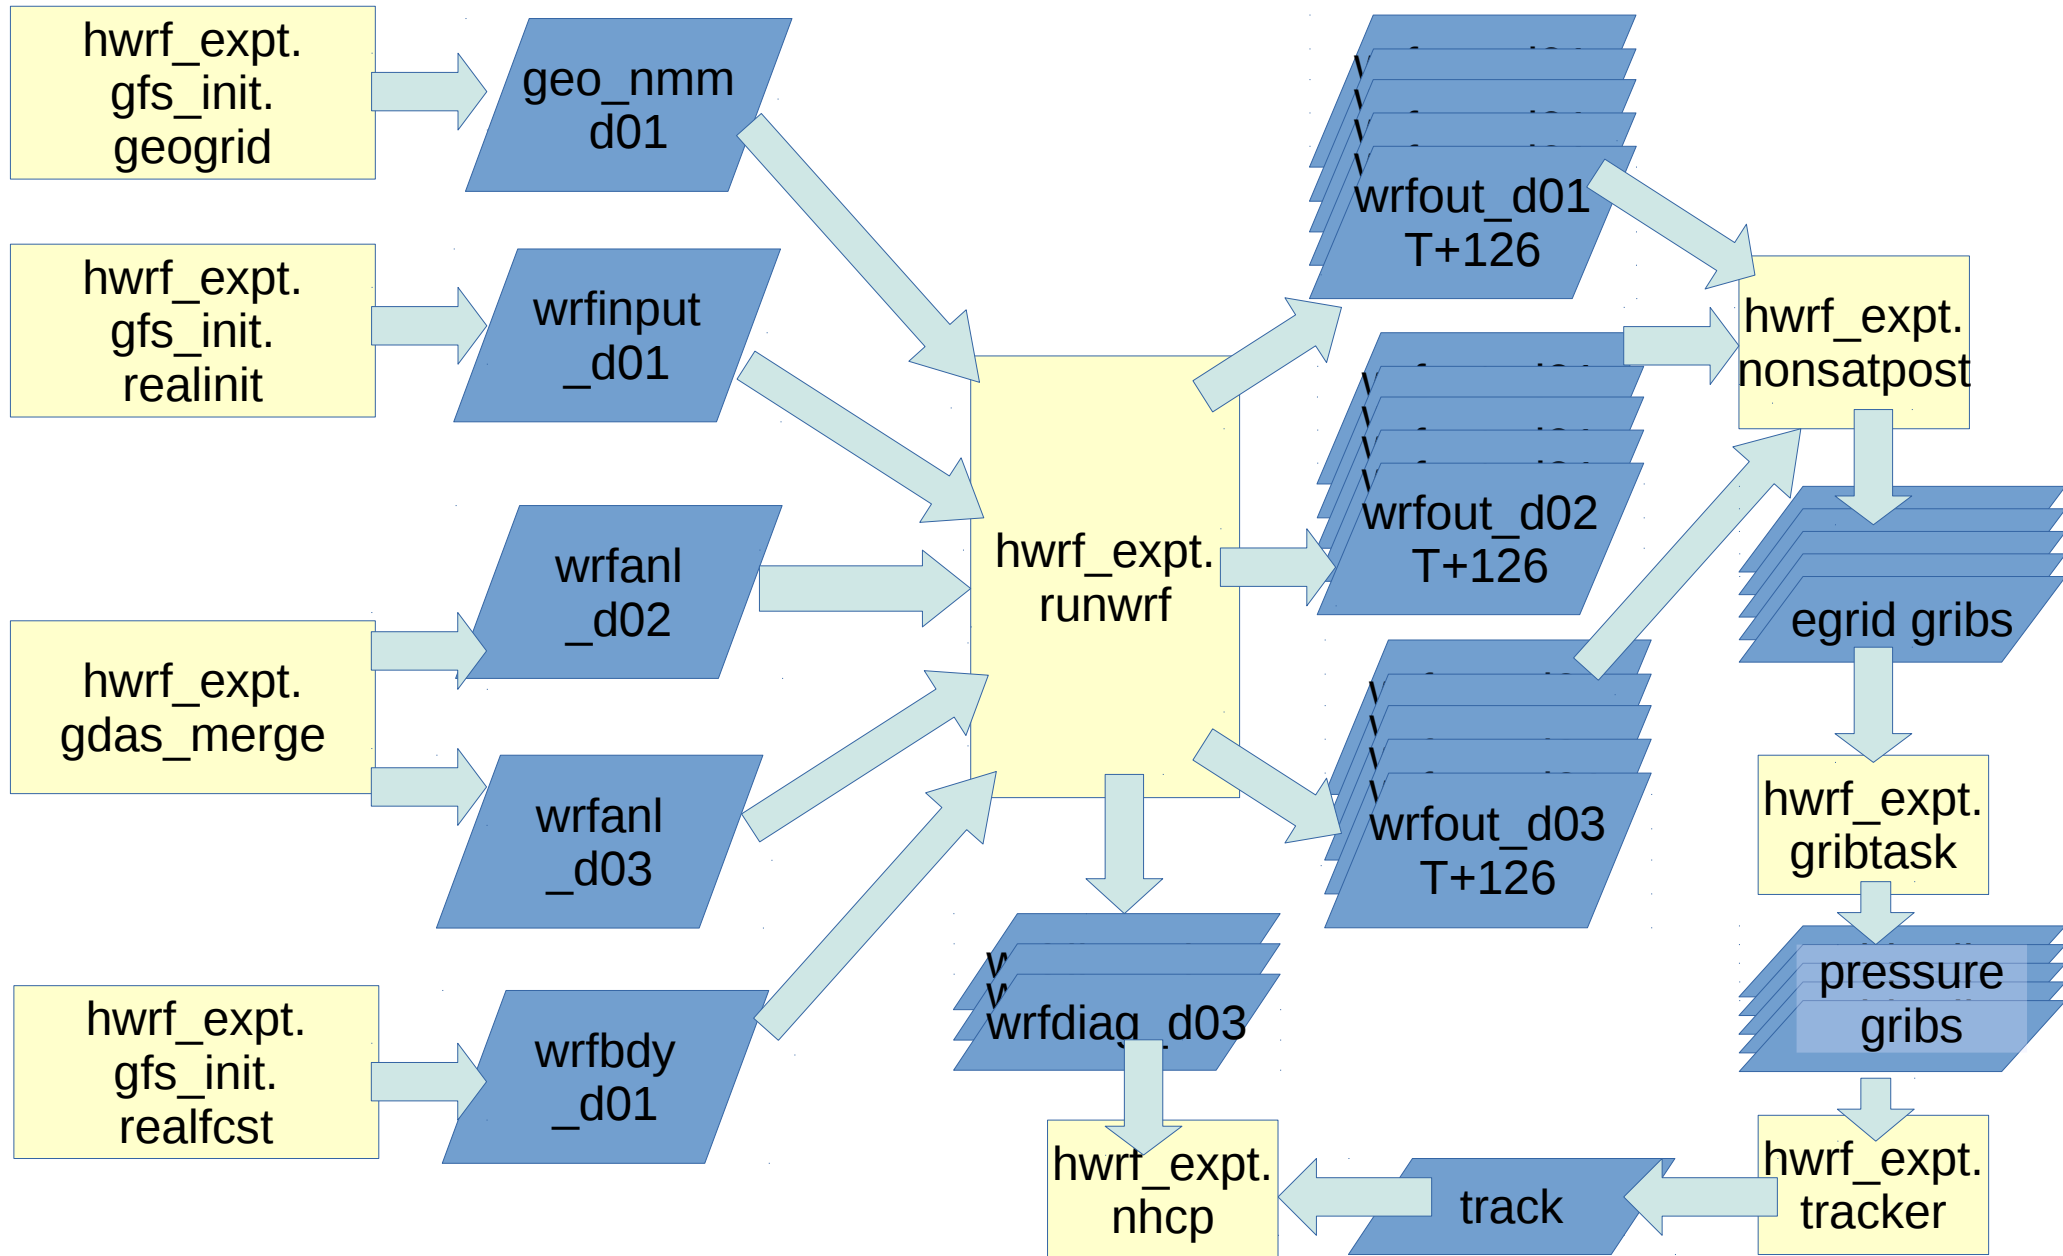 hwrf_expt.
gfs_init.
geogrid
geo_nmm
d01
hwrf_expt.
gfs_init.
realinit
wrfinput
_d01
hwrf_expt.
gdas_merge
wrfanl
_d02
wrfanl
_d03
hwrf_expt.
gfs_init.
realfcst
wrfbdy
_d01
hwrf_expt.
runwrf
wrfout_d01
T+126
wrfout_d02
T+126
wrfout_d03
T+126
wrfdiag_d03
hwrf_expt.
nonsatpost
egrid gribs
hwrf_expt.
gribtask
pressure
gribs
hwrf_expt.
tracker
track
hwrf_expt.
nhcp